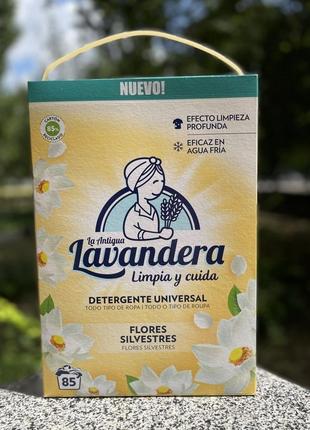 NUEVO!
CARTÓN
85%
RECICLADO
EFECTO LIMPIEZA
PROFUNDA
EFICAZ EN
AGUA FRÍA
La Antigua
Lavandera
Limpia y cuida
DETERGENTE UNIVERSAL
TODO TIPO DE ROPA | TODO O TIPO DE ROUPA
FLORES
SILVESTRES
FLORES SILVESTRES
85